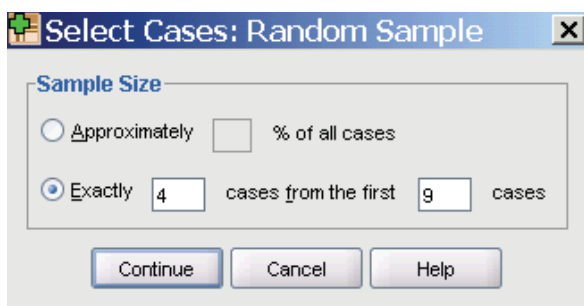 Select Cases: Random Sample
Sample Size
Approximately % of all cases
Exactly 4 cases from the first 9 cases
Continue Cancel Help